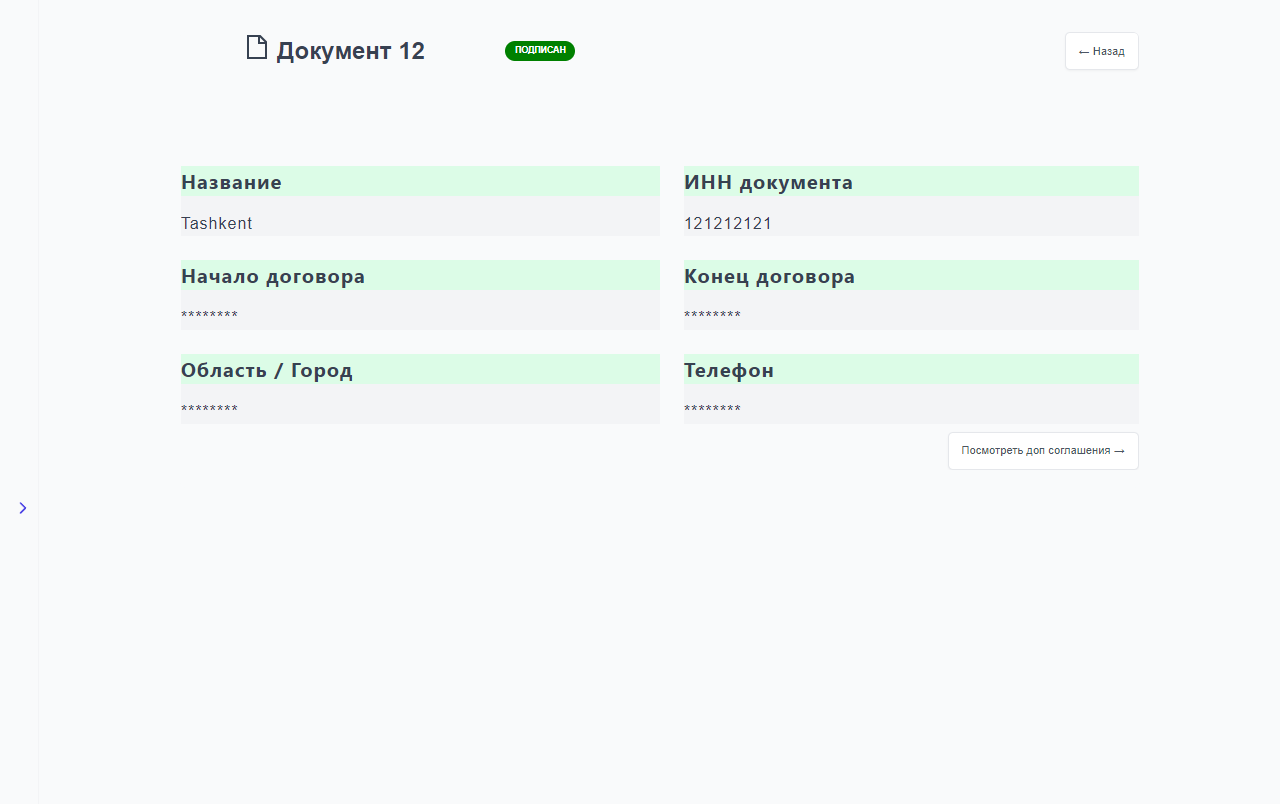 Документ 12
ПОДПИСАН
← Назад
Название
ИНН документа
Tashkent
121212121
Начало договора
Конец договора
********
********
Область / Город
Телефон
********
********
Посмотреть доп соглашения →